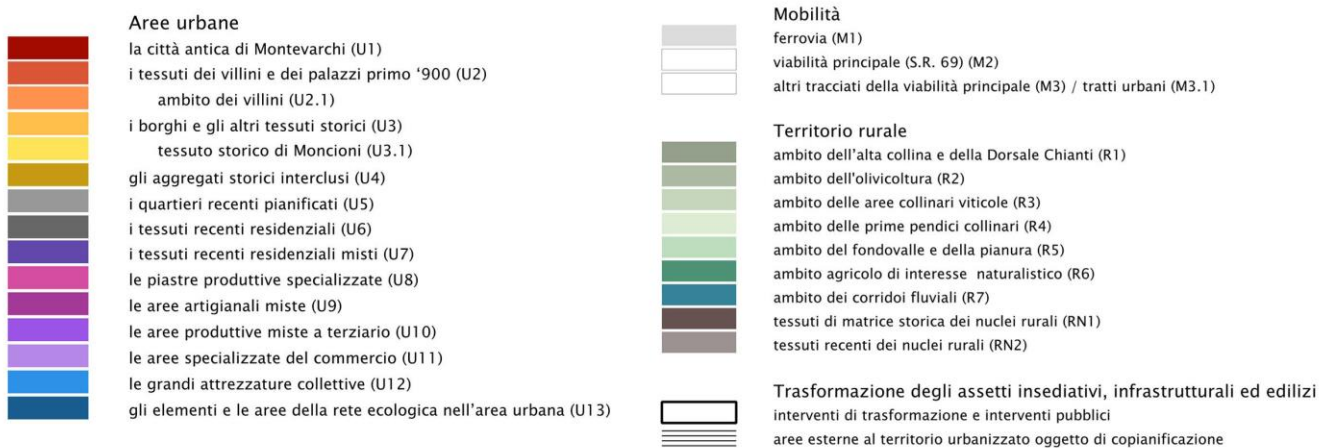 Aree urbane
la città antica di Montevarchi (U1)
i tessuti dei villini e dei palazzi primo ‘900 (U2)
ambito dei villini (U2.1)
i borghi e gli altri tessuti storici (U3)
tessuto storico di Moncioni (U3.1)
gli aggregati storici interclusi (U4)
i quartieri recenti pianificati (U5)
i tessuti recenti residenziali (U6)
i tessuti recenti residenziali misti (U7)
le piastre produttive specializzate (U8)
le aree artigianali miste (U9)
le aree produttive miste a terziario (U10)
le aree specializzate del commercio (U11)
le grandi attrezzature collettive (U12)
gli elementi e le aree della rete ecologica nell'area urbana (U13)
Mobilità
ferrovia (M1)
viabilità principale (S.R. 69) (M2)
altri tracciati della viabilità principale (M3) / tratti urbani (M3.1)
Territorio rurale
ambito dell'alta collina e della Dorsale Chianti (R1)
ambito dell'olivicoltura (R2)
ambito delle aree collinari viticole (R3)
ambito delle prime pendici collinari (R4)
ambito del fondovalle e della pianura (R5)
ambito agricolo di interesse naturalistico (R6)
ambito dei corridoi fluviali (R7)
tessuti di matrice storica dei nuclei rurali (RN1)
tessuti recenti dei nuclei rurali (RN2)
Trasformazione degli assetti insediativi, infrastrutturali ed edilizi
interventi di trasformazione e interventi pubblici
aree esterne al territorio urbanizzato oggetto di copianificazione